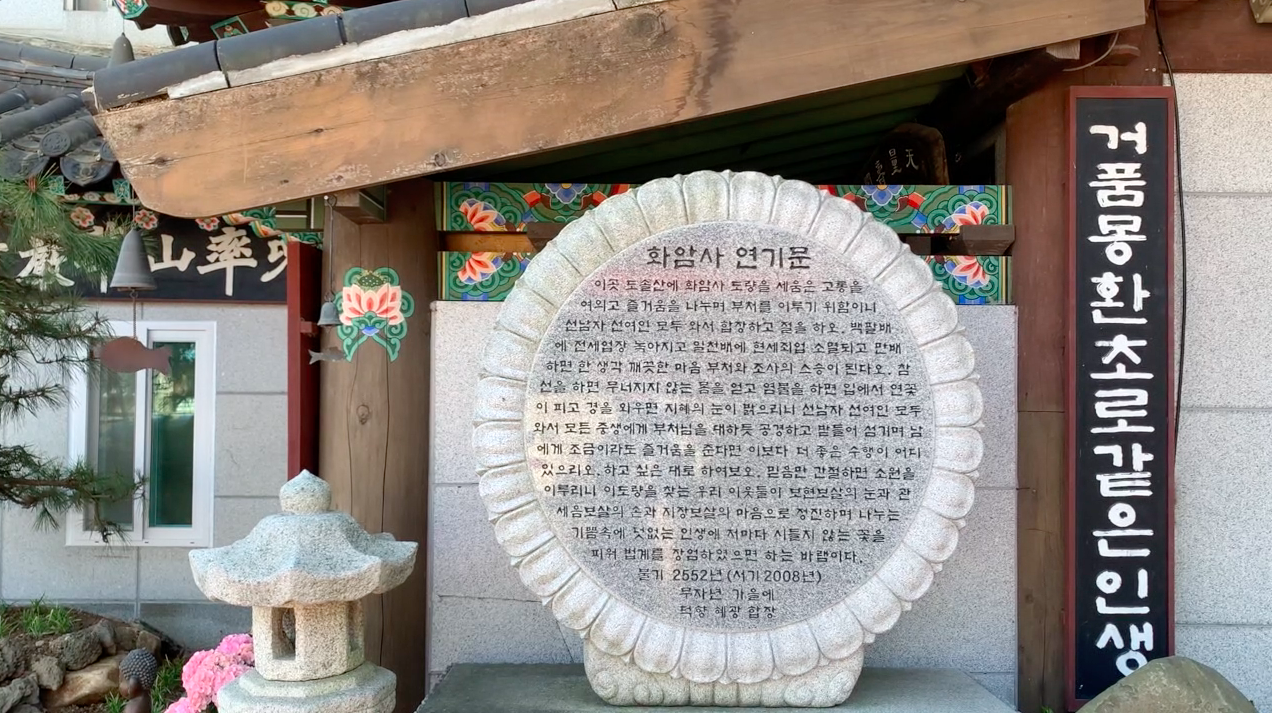 화암사 연기문
이곳 도솔산에 화암사 도량을 세움은 고통을
여의고 즐거움을 나누며 부처를 이루기 위함이니
선남자 선여인 모두 와서 합장하고 절을 하오. 백팔배
에 전세업장 녹아지고 일천배에 현세죄업 소멸되고 만배
하면 한 생각 깨끗한 마음 부처와 조사의 스승이 된다오. 참
선을 하면 무너지지 않는 몸을 얻고 염불을 하면 입에서 연꽃
이 피고 경을 외우면 지혜의 눈이 밝으리니 선남자 선여인 모두
와서 모든 중생에게 부처님을 대하듯 공경하고 받들어 섬기며 남
에게 조금이라도 즐거움을 준다면 이보다 더 좋은 수행이 어디
있으리오. 하고 싶은 대로 하여보오. 믿음만 간절하면 소원을
이루리니 이도량을 찾는 우리 이웃들이 보현보살의 눈과 관
세음보살의 손과 지장보살의 마음으로 정진하며 나누는
기쁨속에 덧없는 인생에 저마다 시들지 않는 꽃을
피워 법계를 장엄하였으면 하는 바램이다.
불기 2552년 (서기 2008년)
무자년 가을에
덕향 혜광 합장
거품몽환초로같은인생
山率
天皇